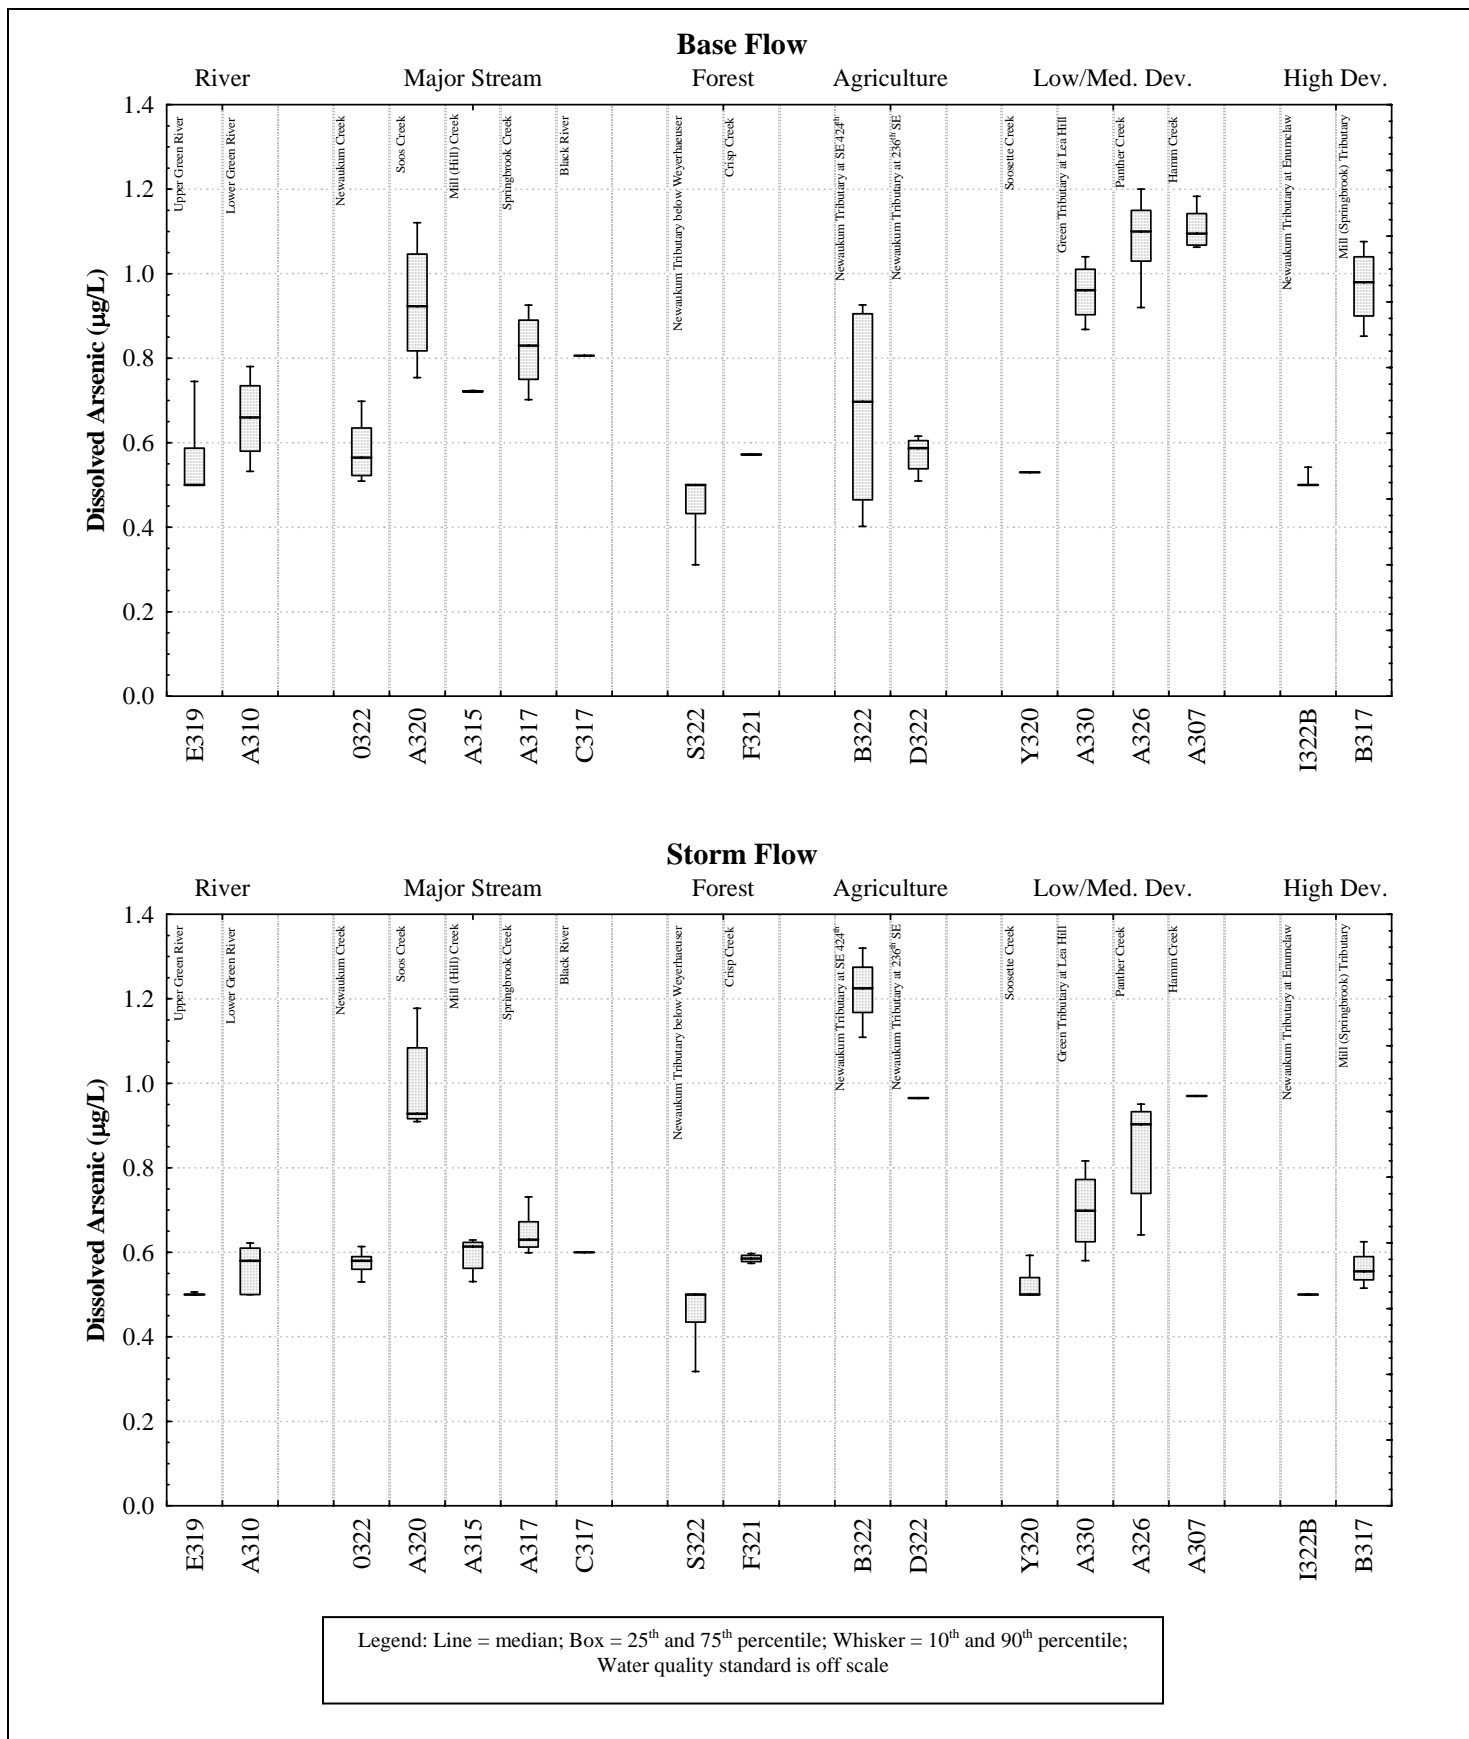 Base Flow
River Major Stream Forest Agriculture Low/Med. Dev. High Dev.
Dissolved Arsenic (µg/L)
1.4
1.2
1.0
0.8
0.6
0.4
0.2
0.0
Upper Green River
Lower Green River
Newaukum Creek
Soos Creek
Mill (Hill) Creek
Springbrook Creek
Black River
Newaukum Tributary below Weyerhaeuser
Crisp Creek
Newaukum Tributary at SE 424th
Newaukum Tributary at 236th SE
Soosette Creek
Green Tributary at Lea Hill
Panther Creek
Hamm Creek
Newaukum Tributary at Enumclaw
Mill (Springbrook) Tributary
E319 A310 0322 A320 A315 A317 C317 S322 F321 B322 D322 Y320 A330 A326 A307 I322B B317
Storm Flow
River Major Stream Forest Agriculture Low/Med. Dev. High Dev.
Dissolved Arsenic (µg/L)
1.4
1.2
1.0
0.8
0.6
0.4
0.2
0.0
Upper Green River
Lower Green River
Newaukum Creek
Soos Creek
Mill (Hill) Creek
Springbrook Creek
Black River
Newaukum Tributary below Weyerhaeuser
Crisp Creek
Newaukum Tributary at SE 424th
Newaukum Tributary at 236th SE
Soosette Creek
Green Tributary at Lea Hill
Panther Creek
Hamm Creek
Newaukum Tributary at Enumclaw
Mill (Springbrook) Tributary
E319 A310 0322 A320 A315 A317 C317 S322 F321 B322 D322 Y320 A330 A326 A307 I322B B317
Legend: Line = median; Box = 25th and 75th percentile; Whisker = 10th and 90th percentile;
Water quality standard is off scale